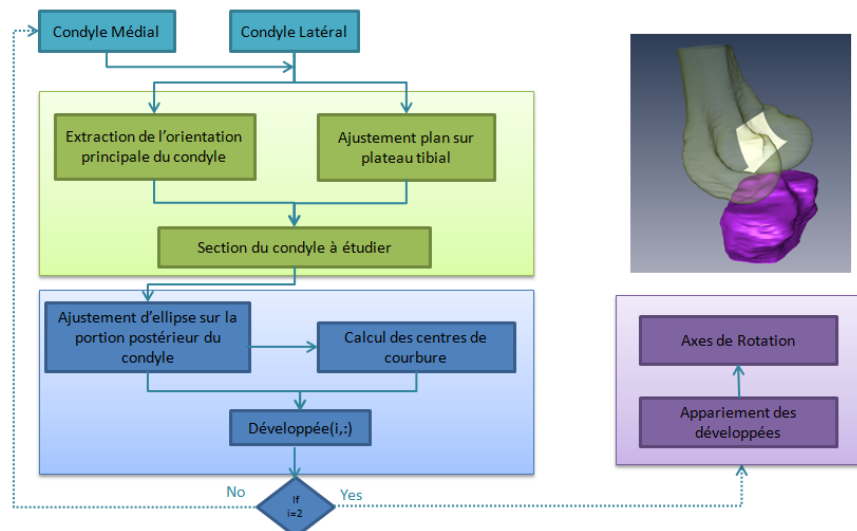 Condyle Médial
Condyle Latéral
Extraction de l'orientation
principale du condyle
Ajustement plan sur
plateau tibial
Section du condyle à étudier
Ajustement d'ellipse sur la
portion postérieur du
condyle
Calcul des centres de
courbure
Développée(i,:)
No
If
i=2
Yes
Axes de Rotation
Appariement des
développées